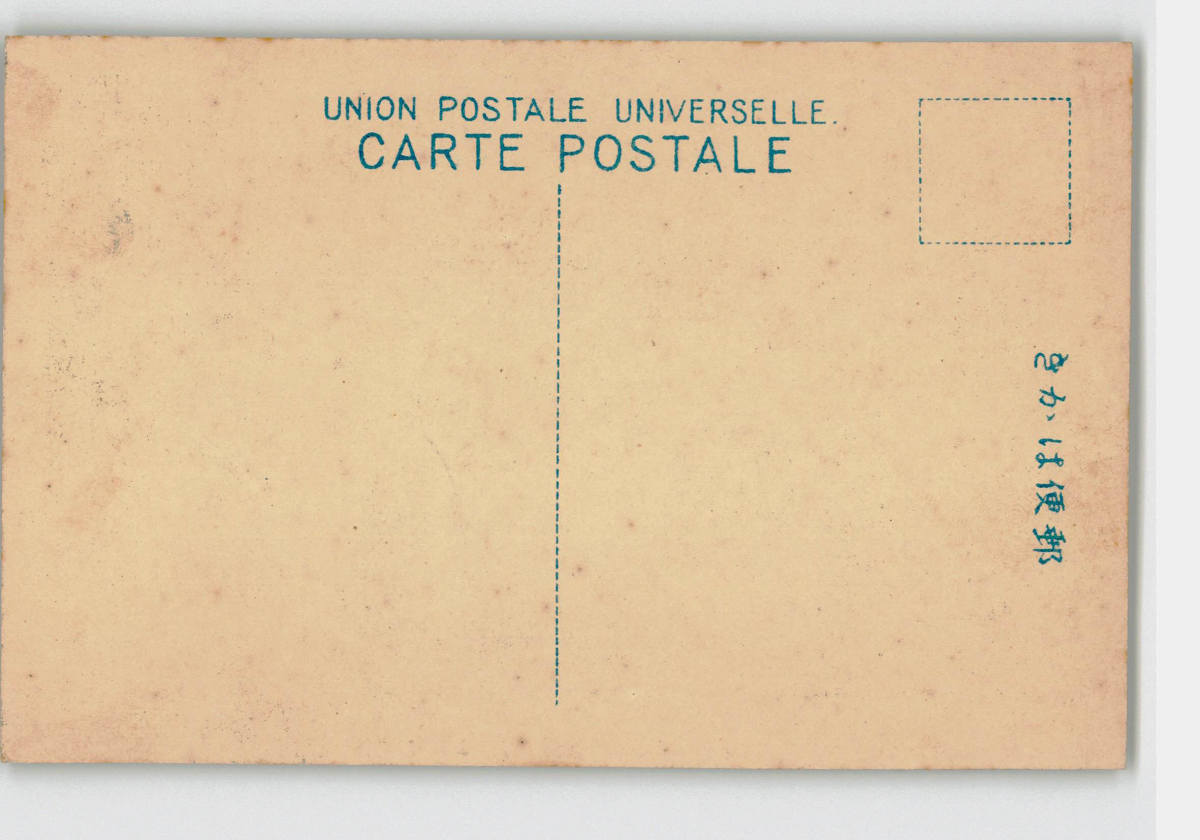 UNION POSTALE UNIVERSELLE.
CARTE POSTALE
郵便はかき